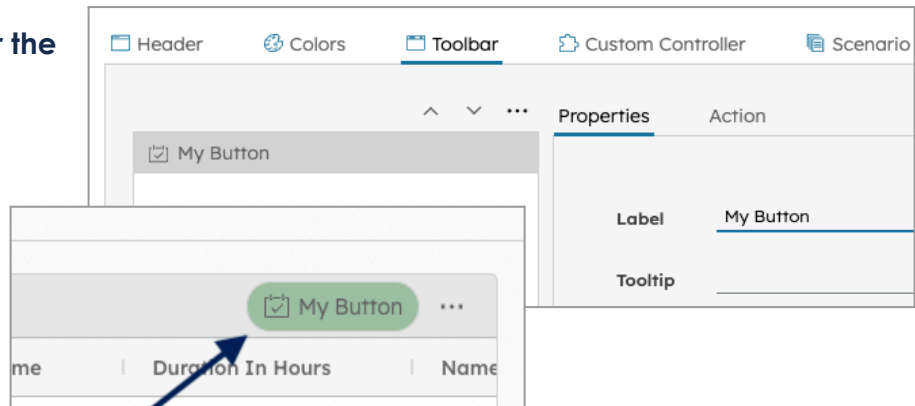 r the
Header Colors Toolbar Custom Controller Scenario
Properties Action
My Button
Label My Button
Tooltip
My Button ...
me Duration In Hours Name